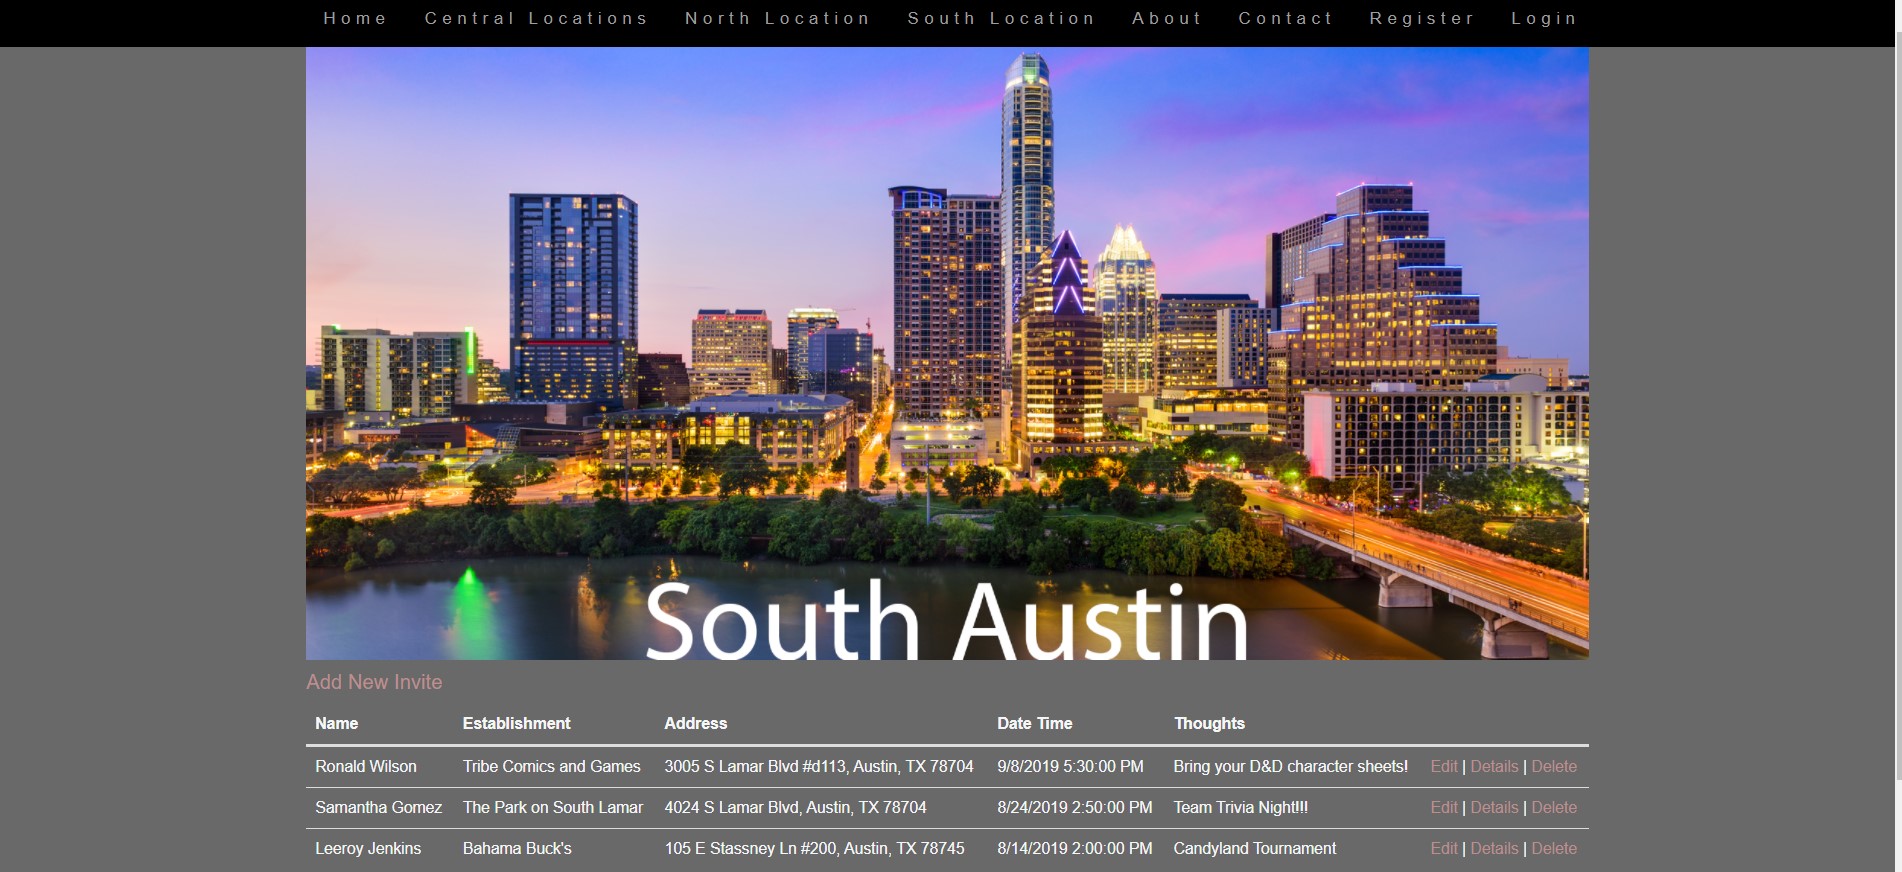 Home Central Locations North Location South Location About Contact Register Login
South Austin
Add New Invite
Name Establishment Address Date Time Thoughts
Ronald Wilson Tribe Comics and Games 3005 S Lamar Blvd #d113, Austin, TX 78704 9/8/2019 5:30:00 PM Bring your D&D character sheets! Edit | Details | Delete
Samantha Gomez The Park on South Lamar 4024 S Lamar Blvd, Austin, TX 78704 8/24/2019 2:50:00 PM Team Trivia Night!!! Edit | Details | Delete
Leeroy Jenkins Bahama Buck's 105 E Stassney Ln #200, Austin, TX 78745 8/14/2019 2:00:00 PM Candyland Tournament Edit | Details | Delete